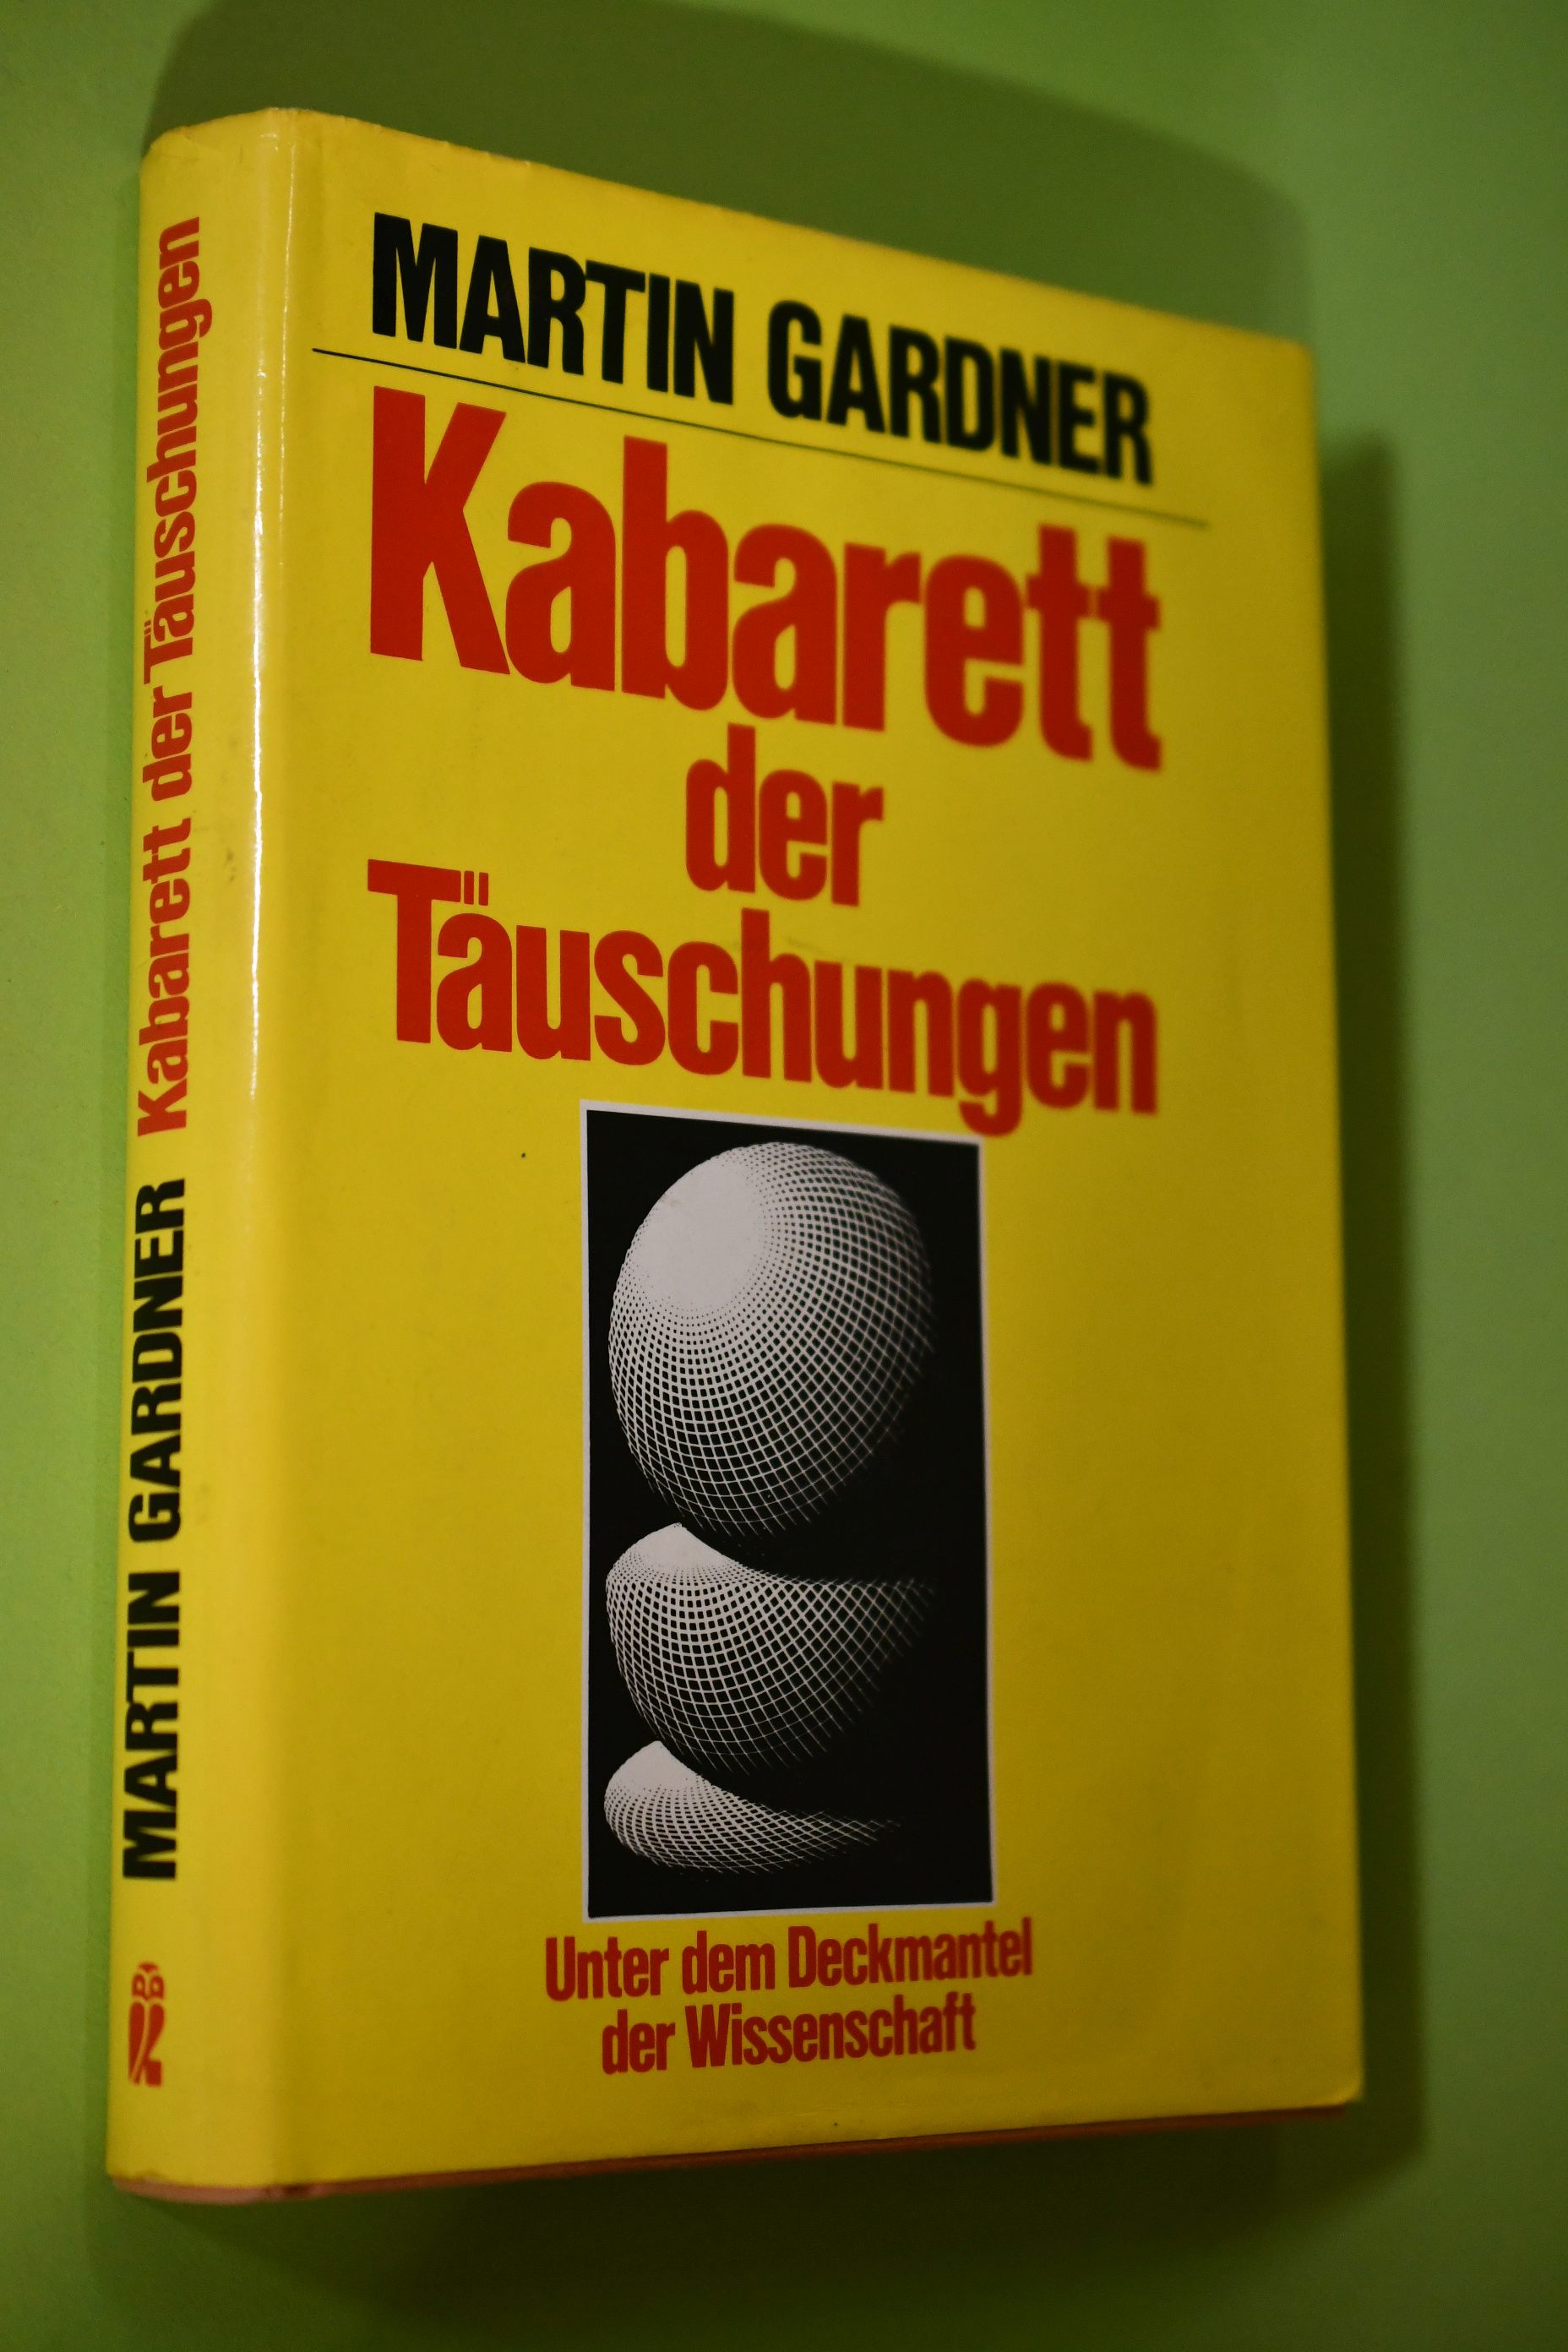 MARTIN GARDNER
Kabarett
der
Täuschungen
Unter dem Deckmantel
der Wissenschaft
MARTIN GARDNER Kabarett der Täuschungen